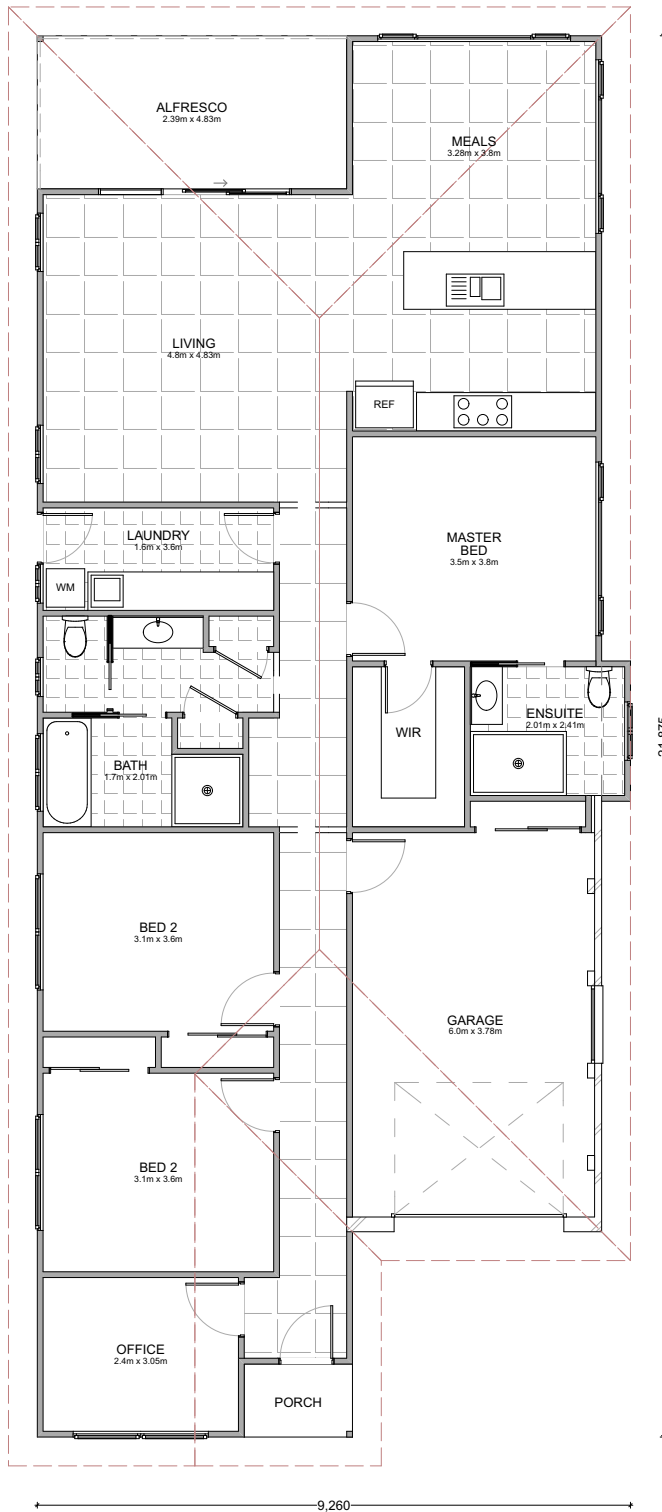 ALFRESCO
2.39m x 4.83m
MEALS
3.28m x 3.8m
LIVING
4.8m x 4.83m
REF
LAUNDRY
1.6m x 3.6m
WM
MASTER
BED
3.5m x 3.8m
WIR
ENSUITE
2.01m x 2.41m
BATH
1.7m x 2.01m
BED 2
3.1m x 3.6m
GARAGE
6.0m x 3.78m
BED 2
3.1m x 3.6m
OFFICE
2.4m x 3.05m
PORCH
9,260